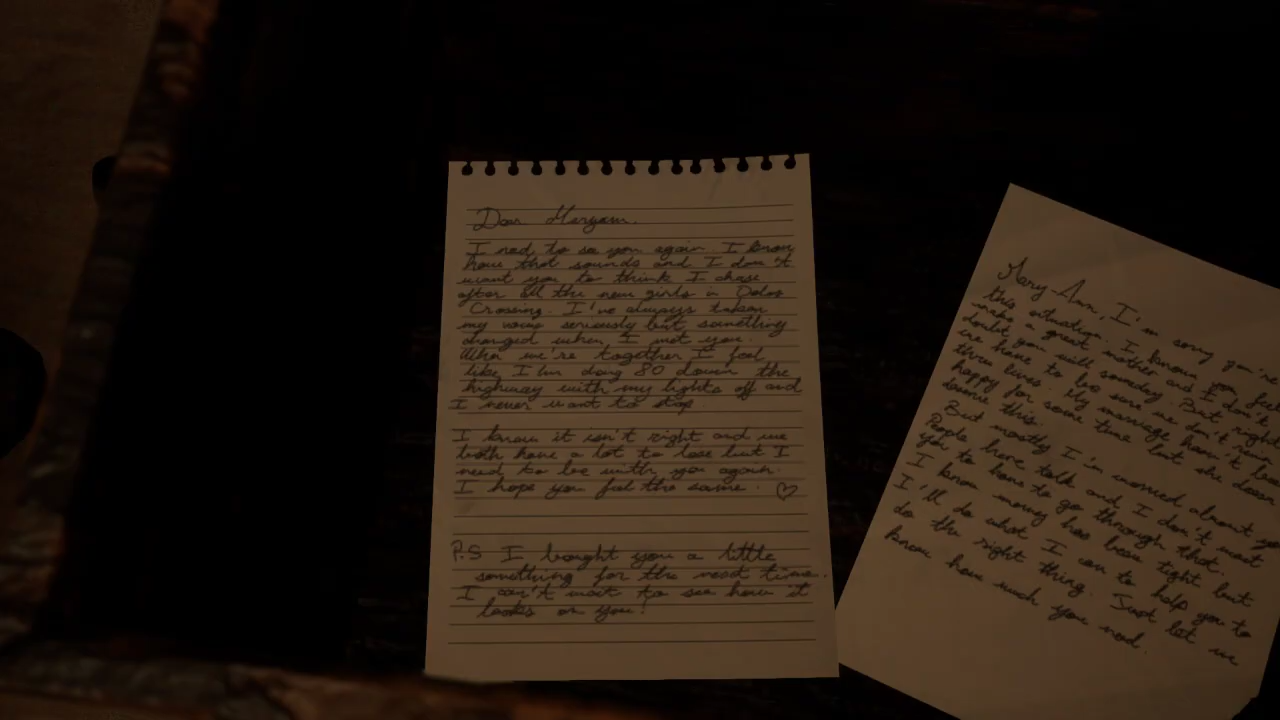 Dear Maryann.
I need to see you again. I know
how that sounds and I don't
want you to think I chase
after all the new girls in Delos
Crossing. I've always taken
my vows seriously but something
changed when I met you.
When we're together I feel
like I'm doing 80 down the
highway with my lights off and
I never want to stop.
I know it isn't right and we
both have a lot to lose but I
need to be with you again.
I hope you feel the same. ♡
P.S I bought you a little
something for the next time.
I can't wait to see how it
looks on you!
Mary-Ann, I'm sorry you're
this situation. I know you feel
make a great mother and I don't
doubt you will someday. But right
we have to be sure we don't ruin
three lives. My marriage hasn't been
happy for some time but she doesn't
deserve this.
But mostly I'm worried about you
People here talk and I don't want
you to have to go through that.
I know money has been tight but
I'll do what I can to help you to
do the right thing. Just let me
know how much you need.